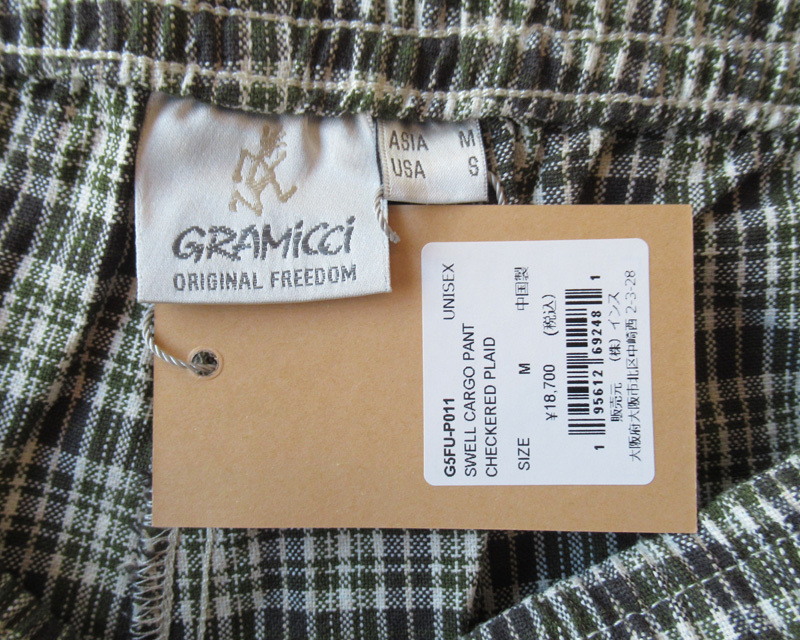 GRAMiCCi
ORIGINAL FREEDOM
ASIA M
USA S
G5FU-P011 UNISEX
SWELL CARGO PANT
CHECKERED PLAID
SIZE M 中国製
¥18,700 (税込)
1 95612 69248 1
販売元 (株)インス
大阪府大阪市北区中崎西 2-3-28